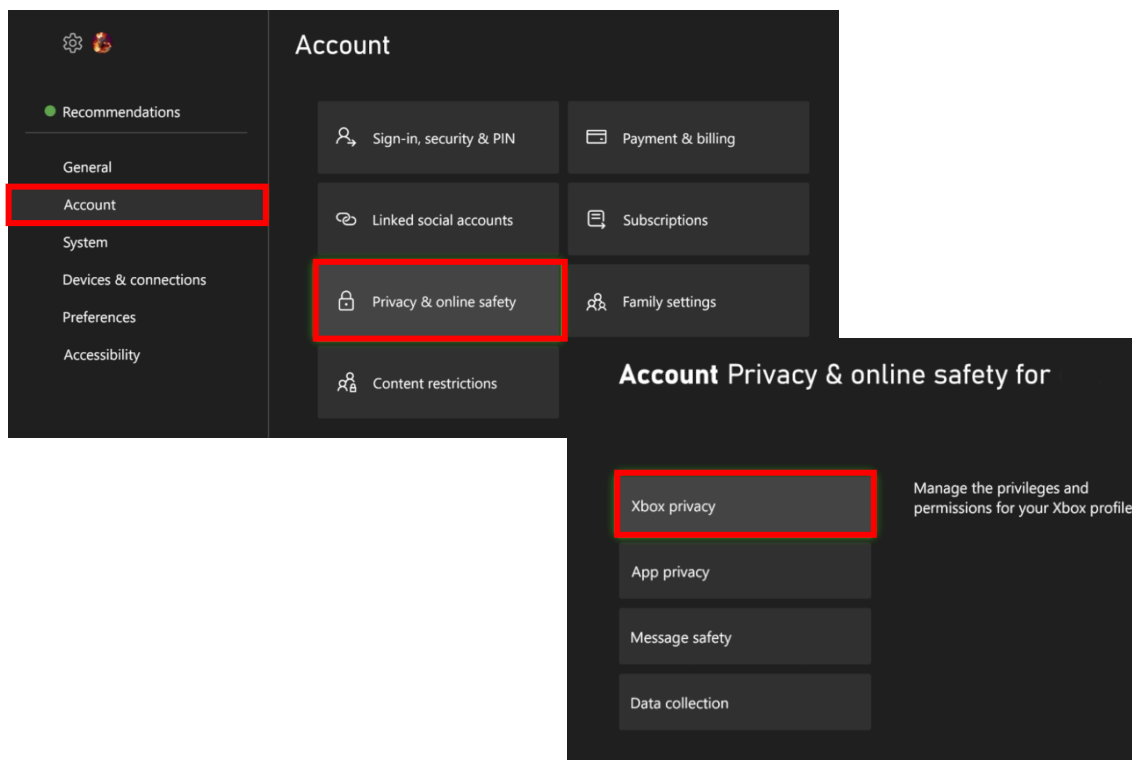 Account
Recommendations
General
Account
System
Devices & connections
Preferences
Accessibility
Sign-in, security & PIN
Payment & billing
Linked social accounts
Subscriptions
Privacy & online safety
Family settings
Content restrictions
Account Privacy & online safety for
Xbox privacy
App privacy
Message safety
Data collection
Manage the privileges and
permissions for your Xbox profile